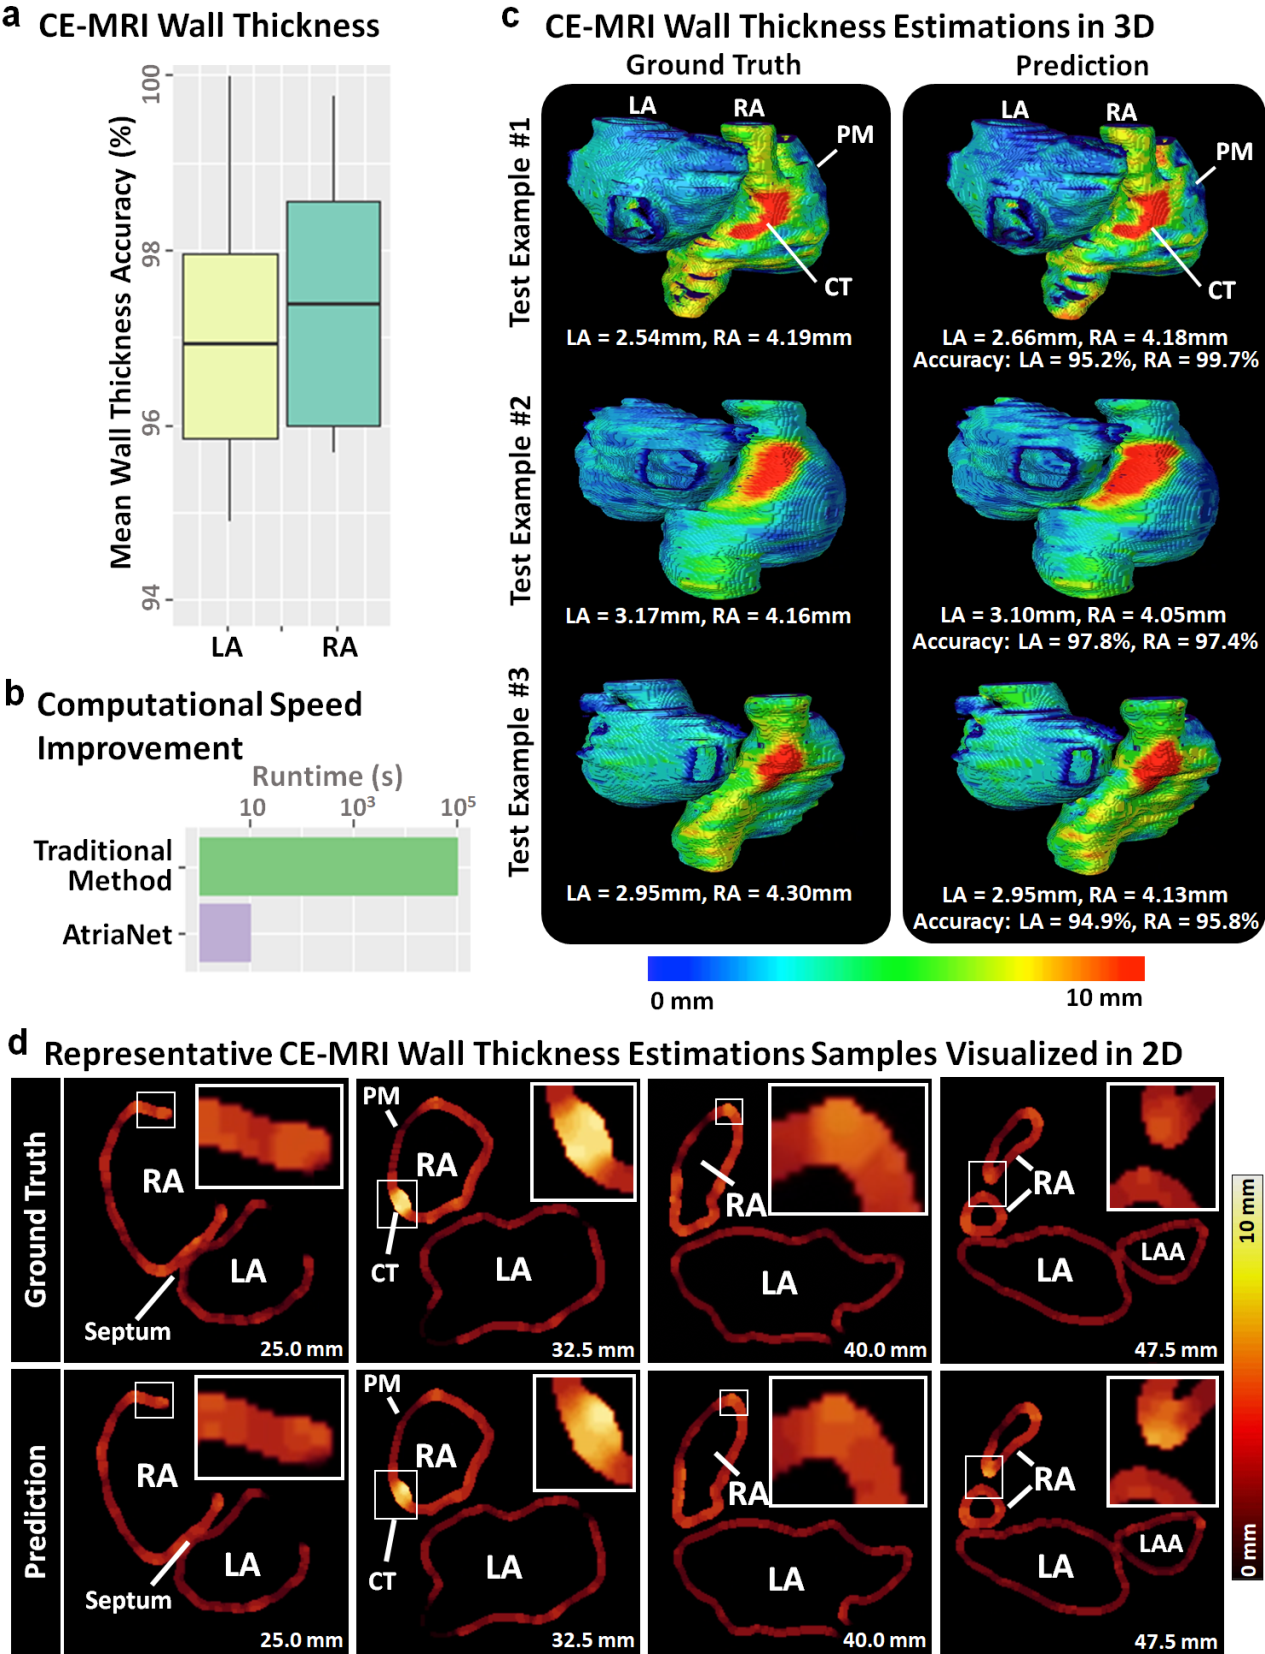 a CE-MRI Wall Thickness
Mean Wall Thickness Accuracy (%)
100
98
96
94
LA RA
b Computational Speed
Improvement
Runtime (s)
10 10³ 10⁵
Traditional
Method
AtriaNet
c CE-MRI Wall Thickness Estimations in 3D
Ground Truth Prediction
Test Example #1
LA RA PM CT
LA = 2.54mm, RA = 4.19mm
LA RA PM CT
LA = 2.66mm, RA = 4.18mm
Accuracy: LA = 95.2%, RA = 99.7%
Test Example #2
LA = 3.17mm, RA = 4.16mm
LA = 3.10mm, RA = 4.05mm
Accuracy: LA = 97.8%, RA = 97.4%
Test Example #3
LA = 2.95mm, RA = 4.30mm
LA = 2.95mm, RA = 4.13mm
Accuracy: LA = 94.9%, RA = 95.8%
0 mm 10 mm
d Representative CE-MRI Wall Thickness Estimations Samples Visualized in 2D
Ground Truth
RA LA Septum 25.0 mm
PM RA CT LA 32.5 mm
RA LA 40.0 mm
RA LA LAA 47.5 mm
Prediction
RA LA Septum 25.0 mm
PM RA CT LA 32.5 mm
RA LA 40.0 mm
RA LA LAA 47.5 mm
10 mm
0 mm